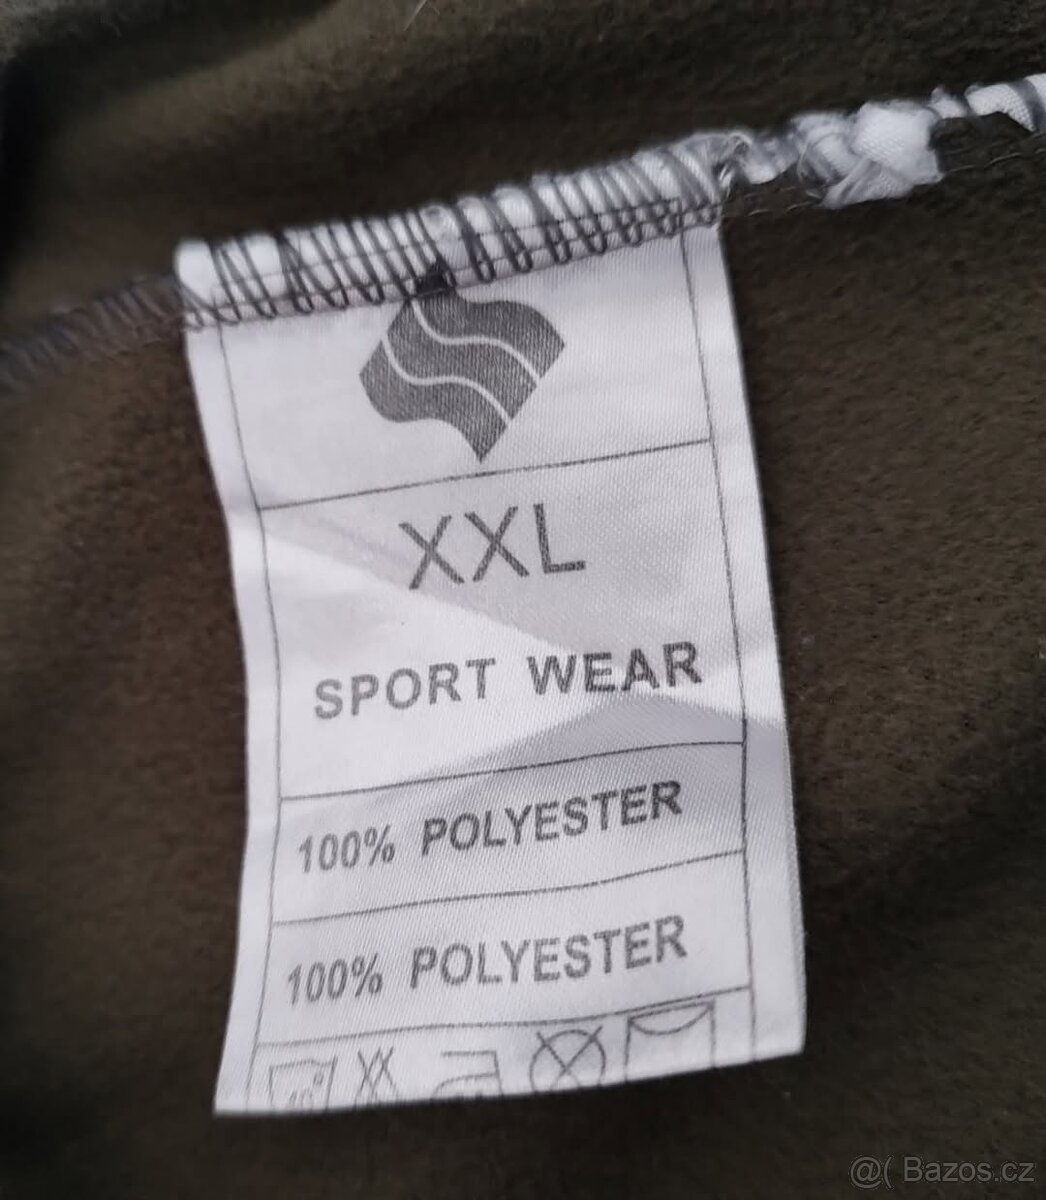 XXL
SPORT WEAR
100% POLYESTER
100% POLYESTER
@( Bazos.cz